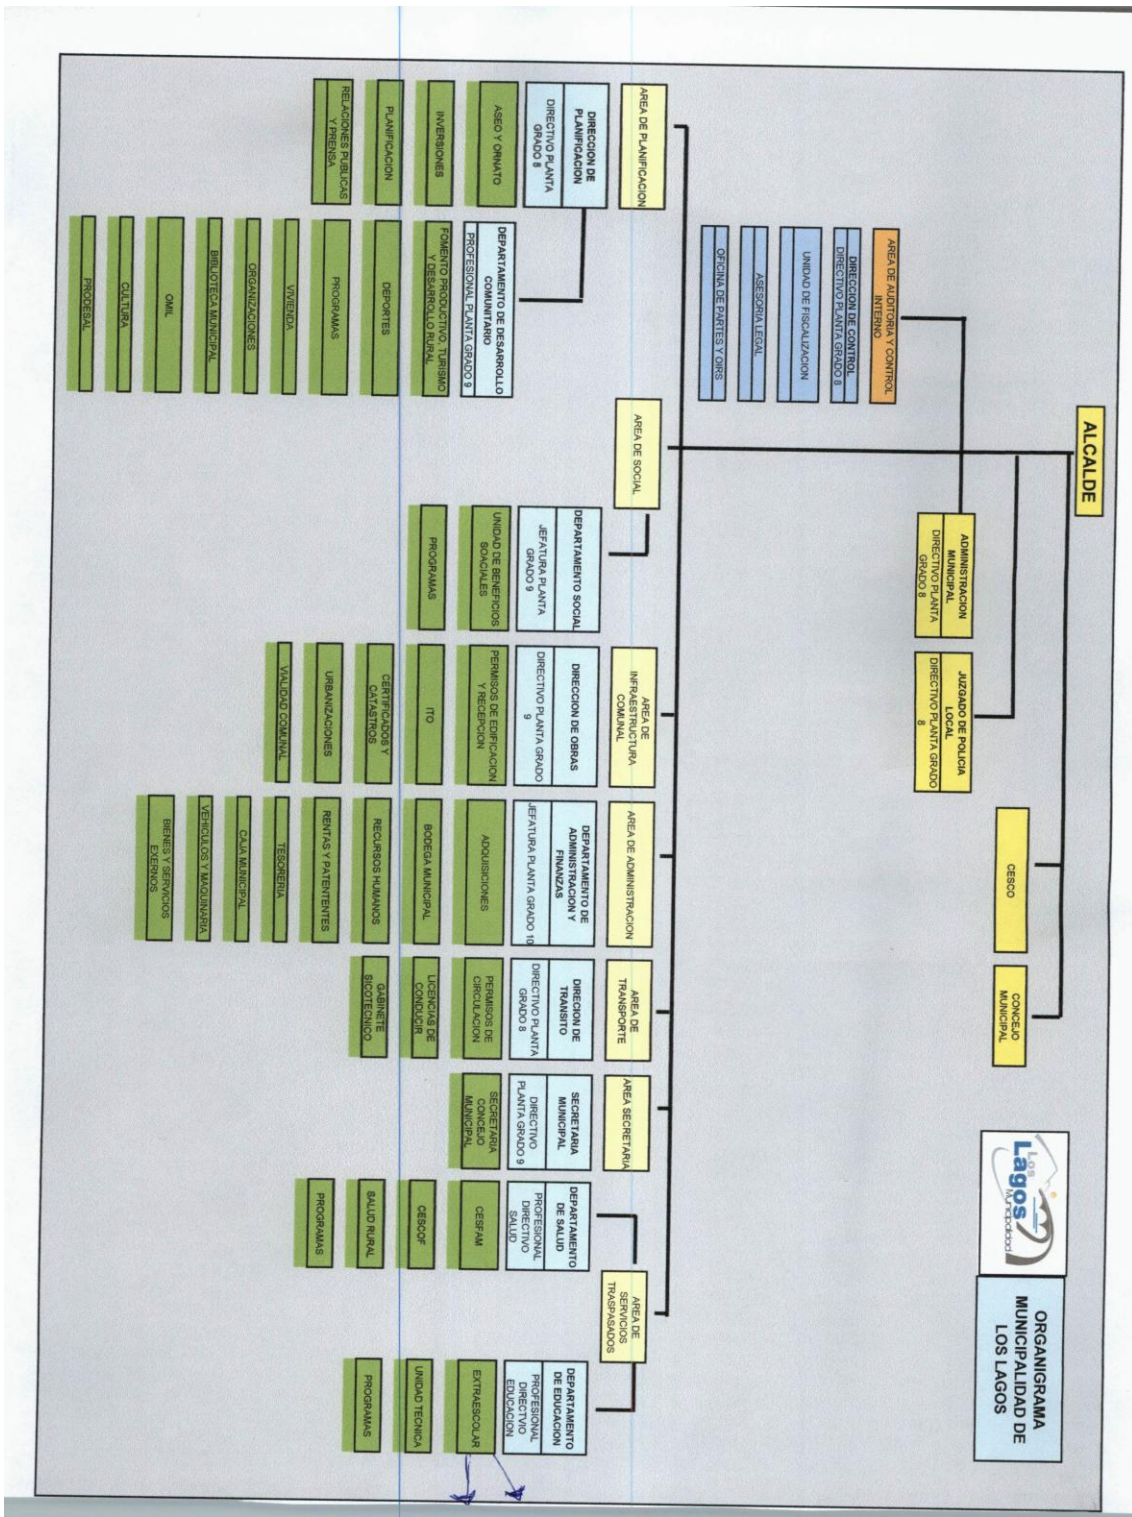 ALCALDE
Los
Lagos
Municipalidad
ORGANIGRAMA
MUNICIPALIDAD DE
LOS LAGOS
CESCO
CONCEJO
MUNICIPAL
ADMINISTRACION
MUNICIPAL
DIRECTIVO PLANTA
GRADO 8
JUZGADO DE POLICIA
LOCAL
DIRECTIVO PLANTA GRADO
8
AREA DE AUDITORIA Y CONTROL
INTERNO
DIRECCION DE CONTROL
DIRECTIVO PLANTA GRADO 8
UNIDAD DE FISCALIZACION
ASESORIA LEGAL
OFICINA DE PARTES Y OIRS
AREA DE PLANIFICACION
DIRECCION DE
PLANIFICACION
DIRECTIVO PLANTA
GRADO 8
ASEO Y ORNATO
INVERSIONES
PLANIFICACION
RELACIONES PUBLICAS
Y PRENSA
DEPARTAMENTO DE DESARROLLO
COMUNITARIO
PROFESIONAL PLANTA GRADO 9
FOMENTO PRODUCTIVO, TURISMO
Y DESARROLLO RURAL
DEPORTES
PROGRAMAS
VIVIENDA
ORGANIZACIONES
BIBLIOTECA MUNICIPAL
OMIL
CULTURA
PRODESAL
AREA DE SOCIAL
DEPARTAMENTO SOCIAL
JEFATURA PLANTA
GRADO 9
UNIDAD DE BENEFICIOS
SOACIALES
PROGRAMAS
AREA DE
INFRAESTRUCTURA
COMUNAL
DIRECCION DE OBRAS
DIRECTIVO PLANTA GRADO
9
PERMISOS DE EDIFICACION
Y RECEPCION
ITO
CERTIFICADOS Y
CATASTROS
URBANIZACIONES
VIALIDAD COMUNAL
AREA DE ADMINISTRACION
DEPARTAMENTO DE
ADMINISTRACION Y
FINANZAS
JEFATURA PLANTA GRADO 10
ADQUISICIONES
BODEGA MUNICIPAL
RECURSOS HUMANOS
RENTAS Y PATENTENTES
TESORERIA
CAJA MUNICIPAL
VEHICULOS Y MAQUINARIA
BIENES Y SERVICIOS
EXERNOS
AREA DE
TRANSPORTE
DIRECION DE
TRANSITO
DIRECTIVO PLANTA
GRADO 8
PERMISOS DE
CIRCULACION
LICENCIAS DE
CONDUCIR
GABINETE
SICOTECNICO
AREA SECRETARIA
SECRETARIA
MUNICIPAL
DIRECTIVO
PLANTA GRADO 9
SECRETARIA
CONCEJO
MUNICIPAL
AREA DE
SERVICIOS
TRASPASADOS
DEPARTAMENTO
DE SALUD
PROFESIONAL
DIRECTIVO
SALUD
CESFAM
CESCOF
SALUD RURAL
PROGRAMAS
DEPARTAMENTO
DE EDUCACION
PROFESIONAL
DIRECTVIO
EDUCACION
EXTRAESCOLAR
UNIDAD TECNICA
PROGRAMAS